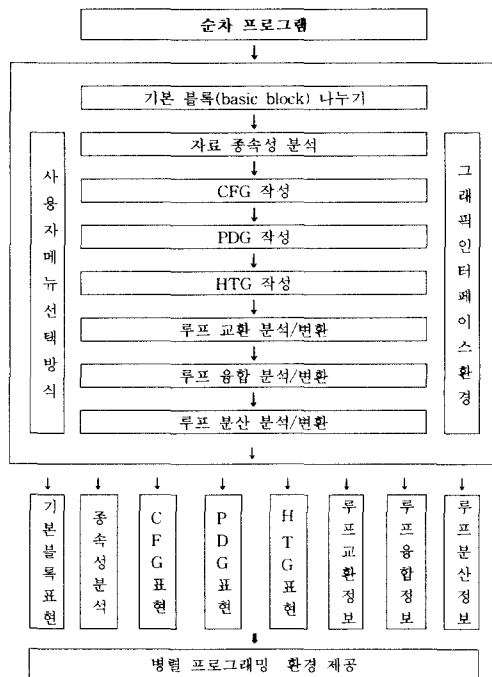 순차 프로그램
기본 블록(basic block) 나누기
자료 종속성 분석
CFG 작성
PDG 작성
HTG 작성
루프 교환 분석/변환
루프 융합 분석/변환
루프 분산 분석/변환
사용자메뉴선택방식
그래픽인터페이스환경
기본블록표현
종속성분석
CFG표현
PDG표현
HTG표현
루프교환정보
루프융합정보
루프분산정보
병렬 프로그래밍 환경 제공